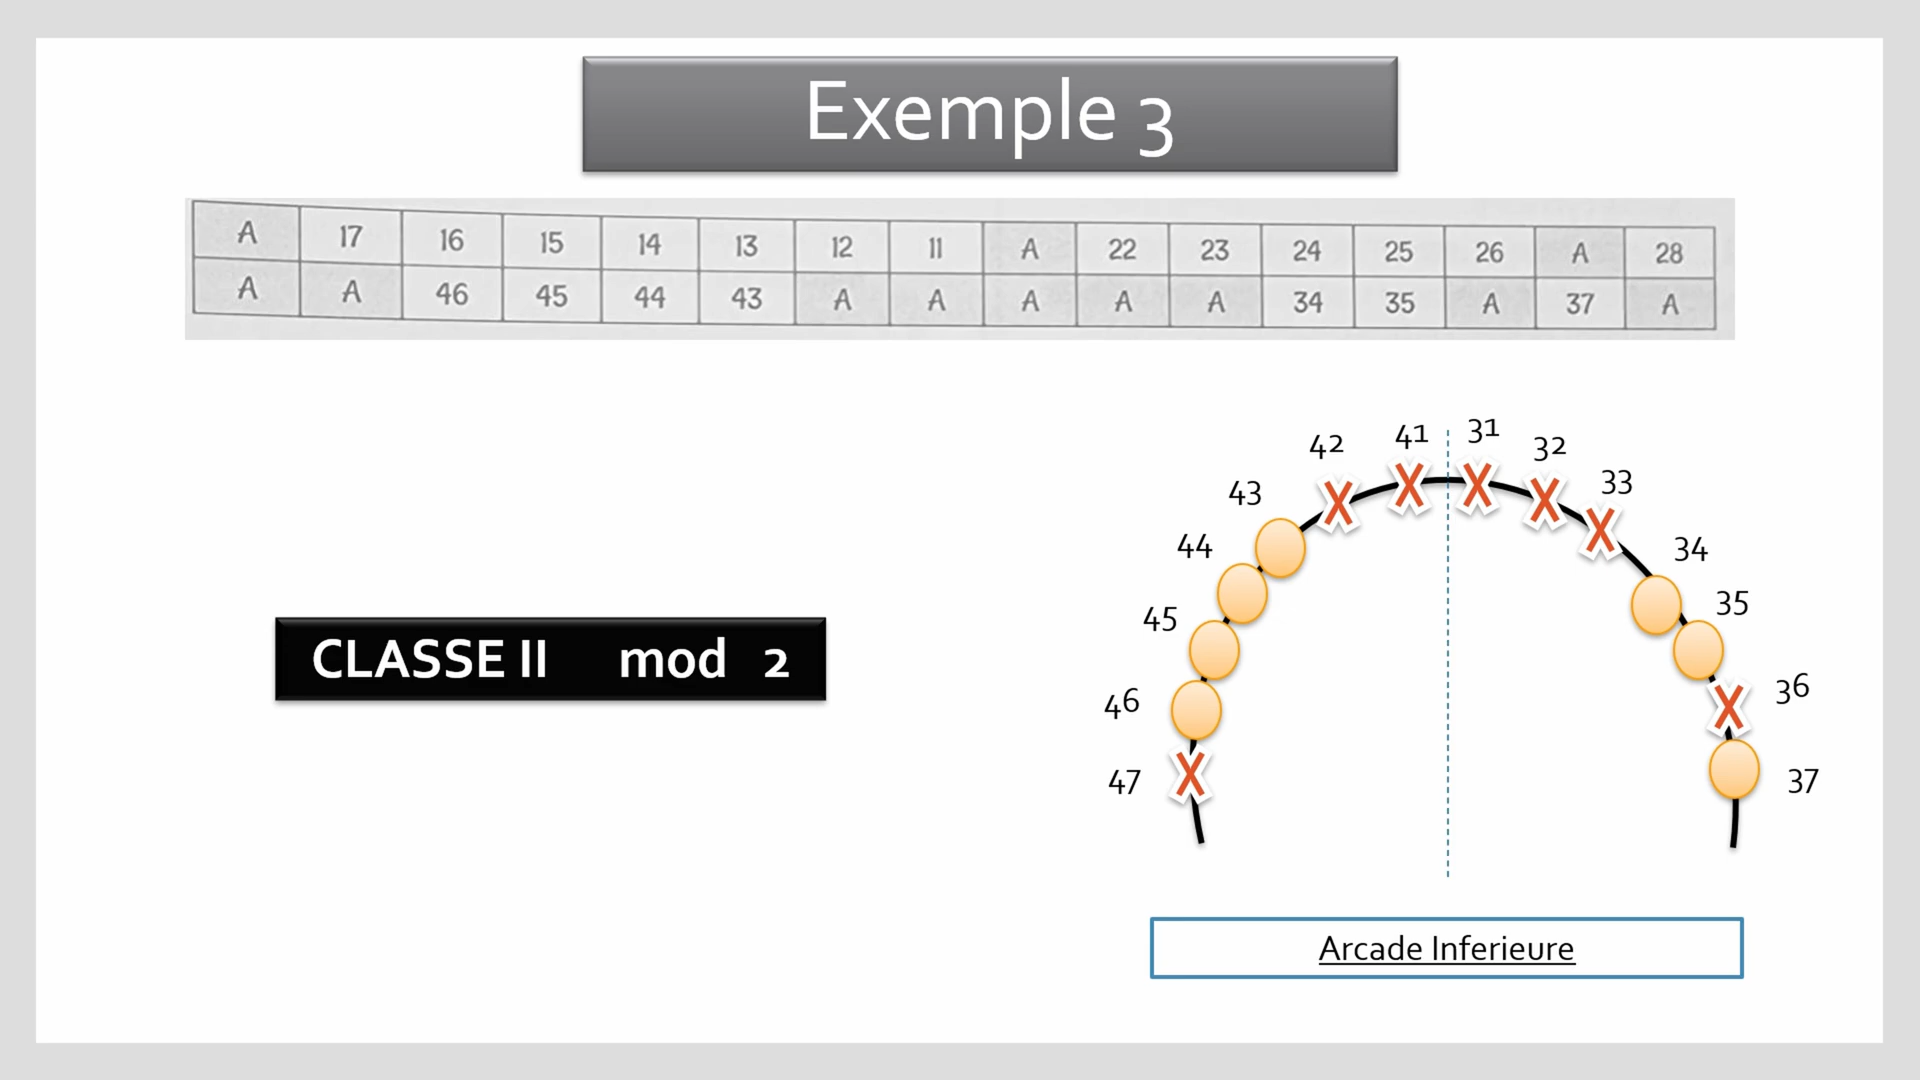 Exemple 3
A 17 16 15 14 13 12 11 A 22 23 24 25 26 A 28
A A 46 45 44 43 A A A A A 34 35 A 37 A
42 41 31 32
43 33
44 34
45 35
46 36
47 37
CLASSE II mod 2
Arcade Inferieure